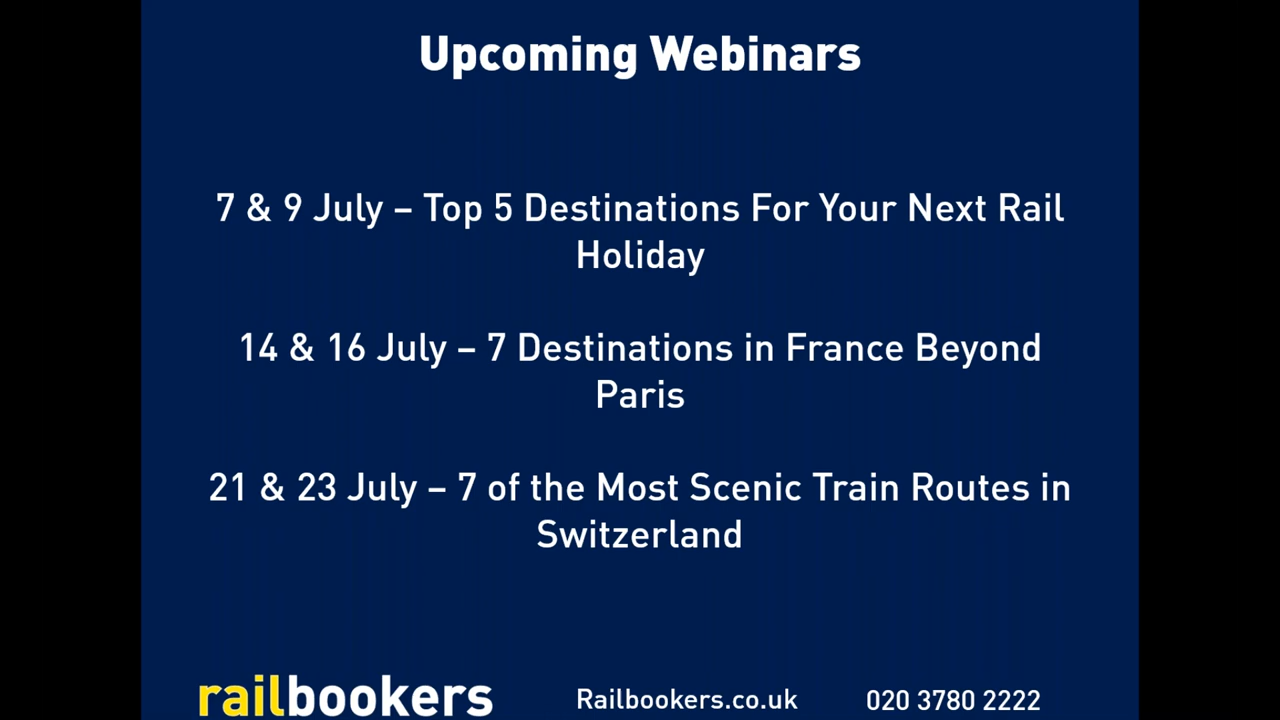 Upcoming Webinars
7 & 9 July – Top 5 Destinations For Your Next Rail
Holiday
14 & 16 July – 7 Destinations in France Beyond
Paris
21 & 23 July – 7 of the Most Scenic Train Routes in
Switzerland
railbookers
Railbookers.co.uk
020 3780 2222